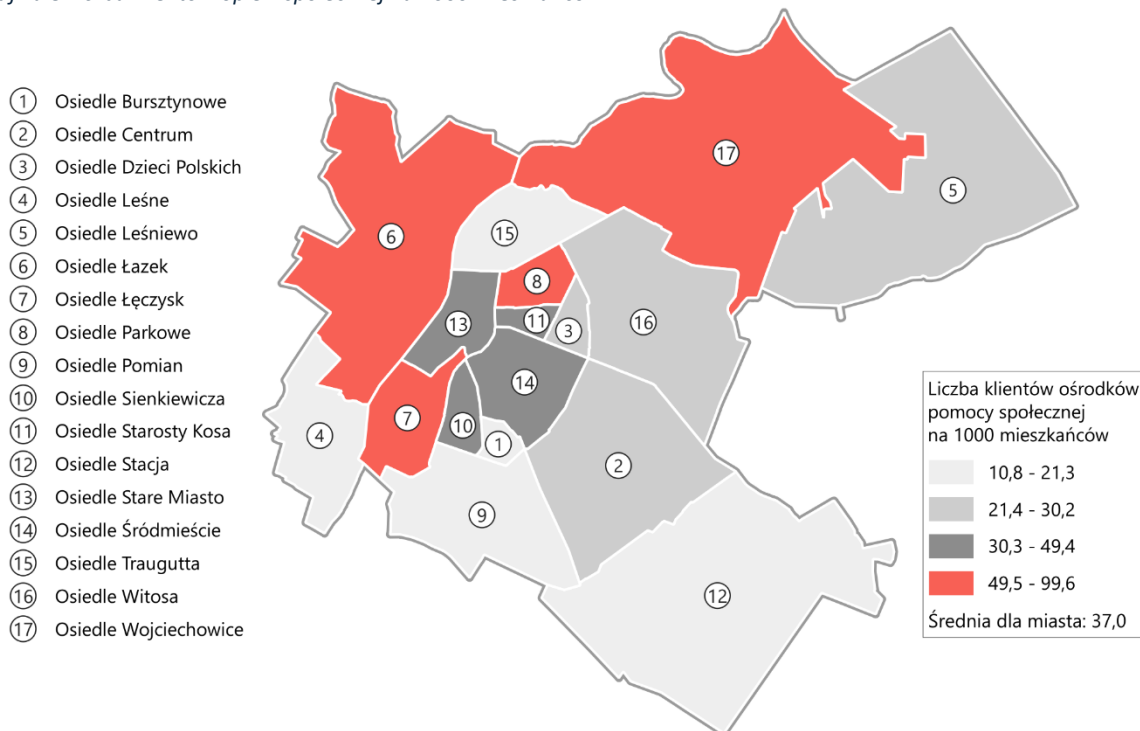 1 Osiedle Bursztynowe
2 Osiedle Centrum
3 Osiedle Dzieci Polskich
4 Osiedle Leśne
5 Osiedle Leśniewo
6 Osiedle Łazek
7 Osiedle Łęczysk
8 Osiedle Parkowe
9 Osiedle Pomian
10 Osiedle Sienkiewicza
11 Osiedle Starosty Kosa
12 Osiedle Stacja
13 Osiedle Stare Miasto
14 Osiedle Śródmieście
15 Osiedle Traugutta
16 Osiedle Witosa
17 Osiedle Wojciechowice
17
5
6
15
8
13
11
3
16
14
7
10
4
1
2
9
12
Liczba klientów ośrodków
pomocy społecznej
na 1000 mieszkańców
10,8 - 21,3
21,4 - 30,2
30,3 - 49,4
49,5 - 99,6
Średnia dla miasta: 37,0